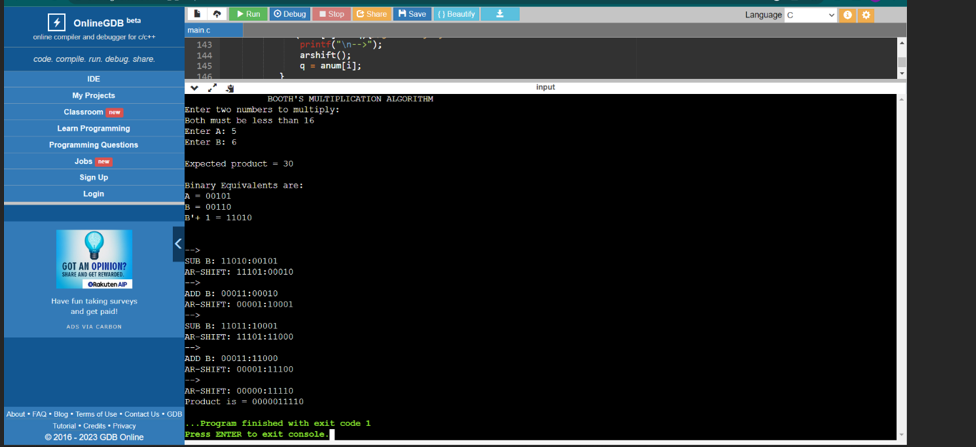 OnlineGDB beta
online compiler and debugger for c/c++
code. compile. run. debug. share.
IDE
My Projects
Classroom new
Learn Programming
Programming Questions
Jobs new
Sign Up
Login
GOT AN OPINION?
SHARE AND GET REWARDED.
Rakuten AIP
Have fun taking surveys
and get paid!
ADS VIA CARBON
About • FAQ • Blog • Terms of Use • Contact Us • GDB
Tutorial • Credits • Privacy
© 2016 - 2023 GDB Online
Run Debug Stop Share Save { } Beautify
Language C
main.c
143 printf("\n-->");
144 arshift();
145 q = anum[i];
146 }
input
BOOTH'S MULTIPLICATION ALGORITHM
Enter two numbers to multiply:
Both must be less than 16
Enter A: 5
Enter B: 6
Expected product = 30
Binary Equivalents are:
A = 00101
B = 00110
B'+ 1 = 11010
-->
SUB B: 11010:00101
AR-SHIFT: 11101:00010
-->
ADD B: 00011:00010
AR-SHIFT: 00001:10001
-->
SUB B: 11011:10001
AR-SHIFT: 11101:11000
-->
ADD B: 00011:11000
AR-SHIFT: 00001:11100
-->
AR-SHIFT: 00000:11110
Product is = 0000011110
...Program finished with exit code 1
Press ENTER to exit console.